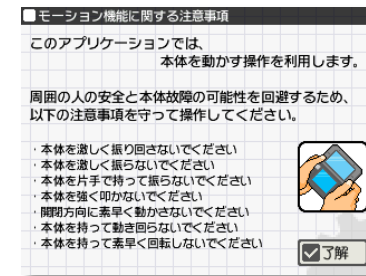 モーション機能に関する注意事項
このアプリケーションでは、
本体を動かす操作を利用します。
周囲の人の安全と本体故障の可能性を回避するため、
以下の注意事項を守って操作してください。
・本体を激しく振り回さないでください
・本体を激しく振らないでください
・本体を片手で持って振らないでください
・本体を強く叩かないでください
・開閉方向に素早く動かさないでください
・本体を持って動き回らないでください
・本体を持って素早く回転しないでください
了解